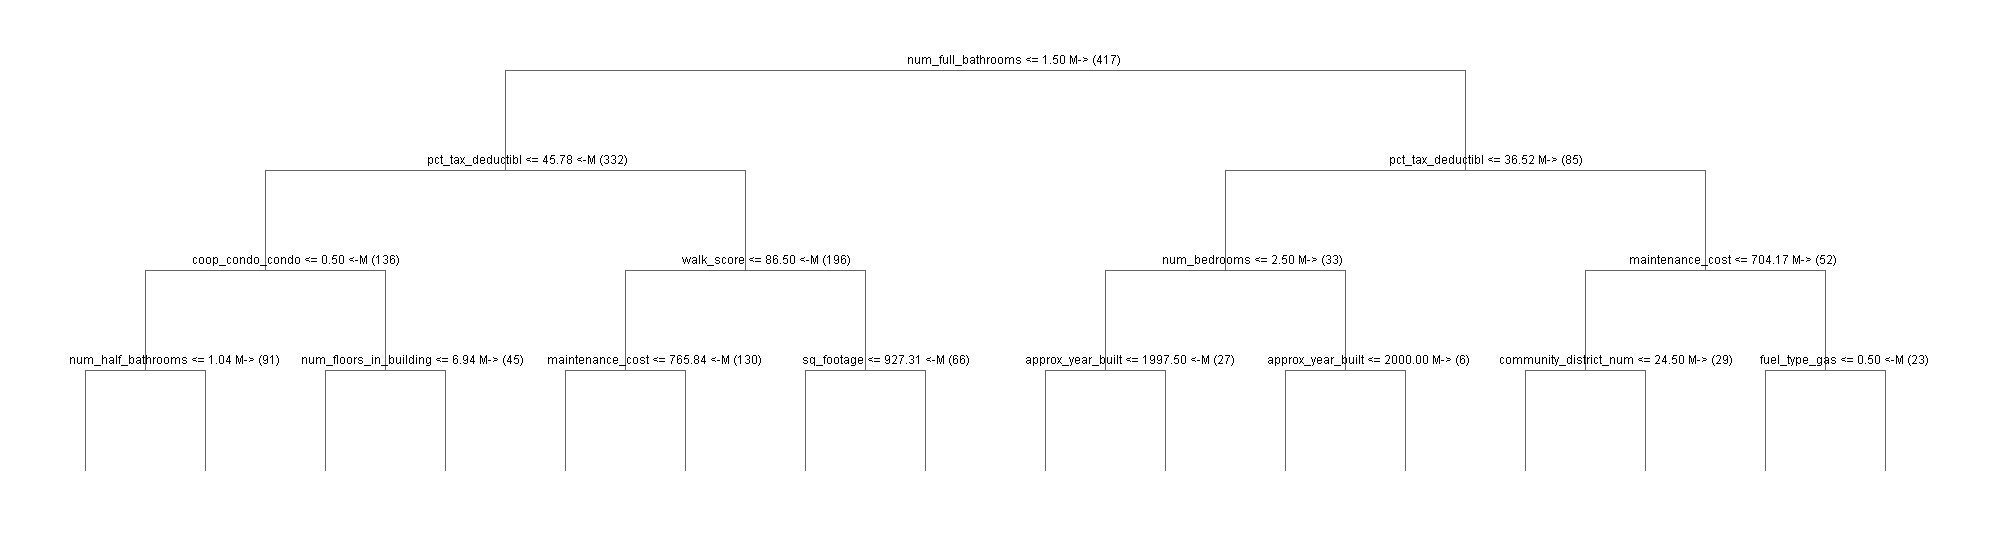 num_full_bathrooms <= 1.50 M-> (417)
pct_tax_deductibl <= 45.78 <-M (332)
pct_tax_deductibl <= 36.52 M-> (85)
coop_condo_condo <= 0.50 <-M (136)
walk_score <= 86.50 <-M (196)
num_bedrooms <= 2.50 M-> (33)
maintenance_cost <= 704.17 M-> (52)
num_half_bathrooms <= 1.04 M-> (91)
num_floors_in_building <= 6.94 M-> (45)
maintenance_cost <= 765.84 <-M (130)
sq_footage <= 927.31 <-M (66)
approx_year_built <= 1997.50 <-M (27)
approx_year_built <= 2000.00 M-> (6)
community_district_num <= 24.50 M-> (29)
fuel_type_gas <= 0.50 <-M (23)